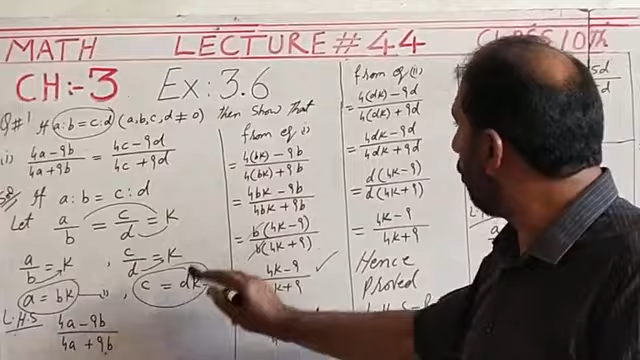 MATH LECTURE #44 CLASS 10th
CH:-3 Ex: 3.6
Q#1 If a:b = c:d (a,b,c,d ≠ 0) then show that
(i) (4a-9b)/(4a+9b) = (4c-9d)/(4c+9d)
If a:b = c:d
Let a/b = c/d = K
a/b = K , c/d = K
a = bK , c = dK
L.H.S (4a-9b)/(4a+9b)
from eq i)
= (4(bK)-9b)/(4(bK)+9b)
= (4bK-9b)/(4bK+9b)
= b(4K-9)/b(4K+9)
4K-9 ✓
from eq (ii)
= (4(dK)-9d)/(4(dK)+9d)
= (4dK-9d)/(4dK+9d)
= d(4K-9)/d(4K+9)
= (4K-9)/(4K+9)
Hence
Proved